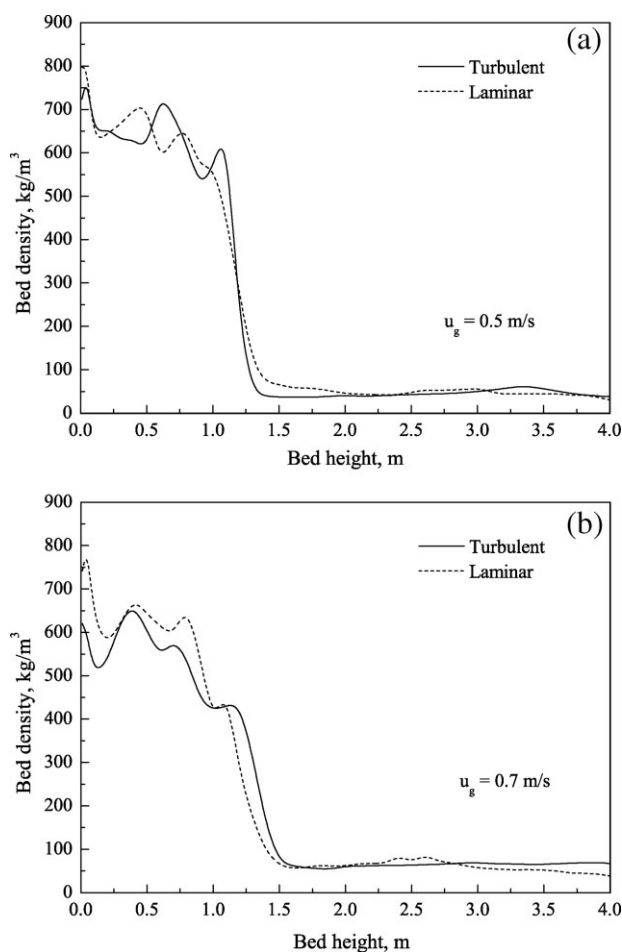 (a)
Turbulent
Laminar
u_g = 0.5 m/s
Bed density, kg/m³
900
800
700
600
500
400
300
200
100
0
0.0 0.5 1.0 1.5 2.0 2.5 3.0 3.5 4.0
Bed height, m
(b)
Turbulent
Laminar
u_g = 0.7 m/s
Bed density, kg/m³
900
800
700
600
500
400
300
200
100
0
0.0 0.5 1.0 1.5 2.0 2.5 3.0 3.5 4.0
Bed height, m